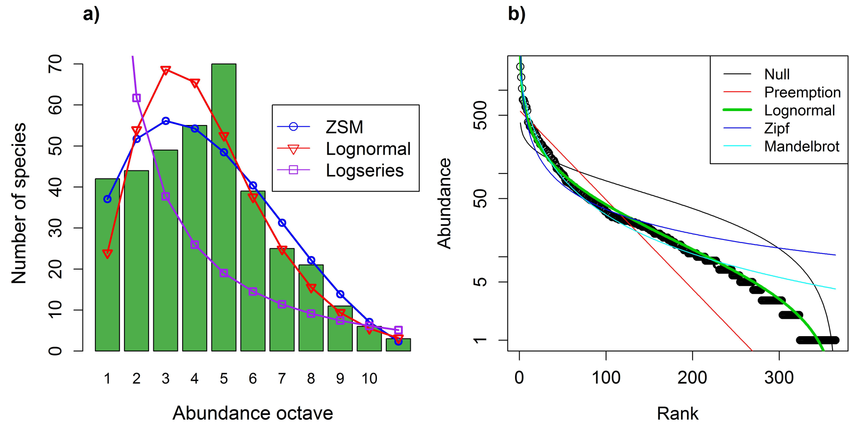 a)
Number of species
70
60
50
40
30
20
10
0
ZSM
Lognormal
Logseries
1 2 3 4 5 6 7 8 9 10
Abundance octave
b)
Abundance
500
50
5
1
Null
Preemption
Lognormal
Zipf
Mandelbrot
0 100 200 300
Rank